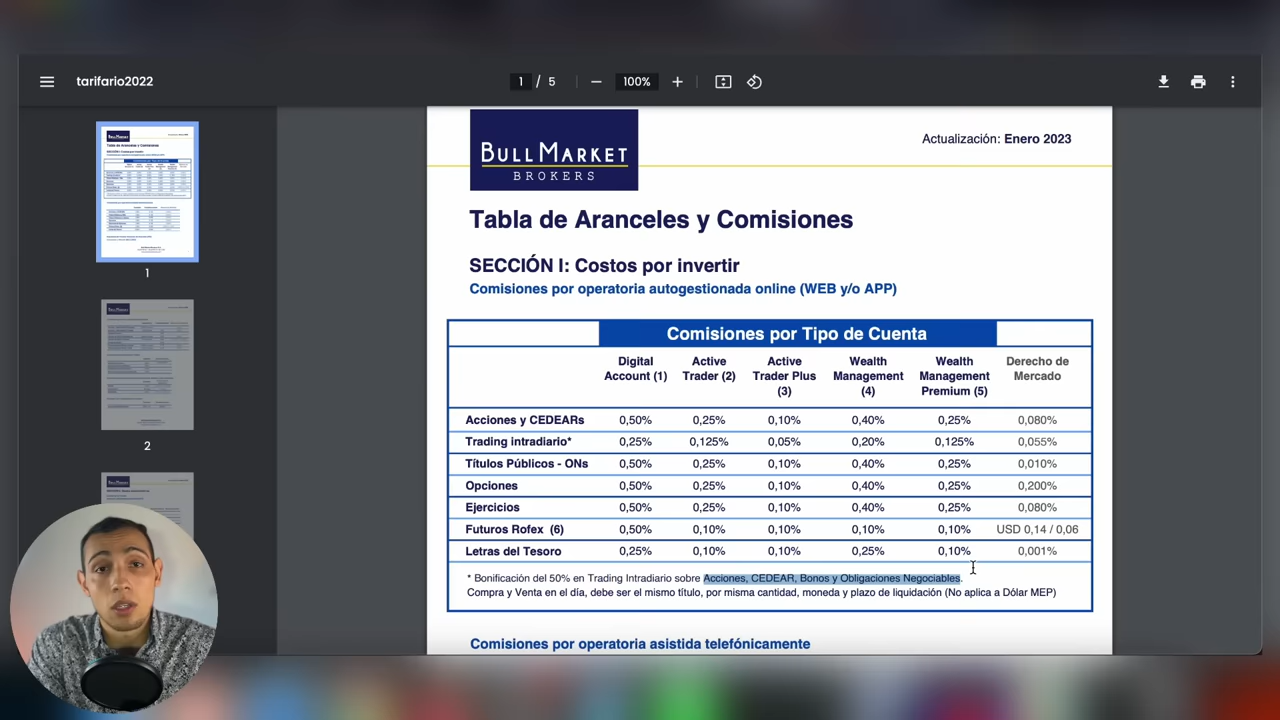 tarifario2022
1 / 5
100%
1
2
BULL MARKET
BROKERS
Actualización: Enero 2023
Tabla de Aranceles y Comisiones
SECCIÓN I: Costos por invertir
Comisiones por operatoria autogestionada online (WEB y/o APP)
Comisiones por Tipo de Cuenta
Digital Account (1) Active Trader (2) Active Trader Plus (3) Wealth Management (4) Wealth Management Premium (5) Derecho de Mercado
Acciones y CEDEARs 0,50% 0,25% 0,10% 0,40% 0,25% 0,080%
Trading intradiario* 0,25% 0,125% 0,05% 0,20% 0,125% 0,055%
Títulos Públicos - ONs 0,50% 0,25% 0,10% 0,40% 0,25% 0,010%
Opciones 0,50% 0,25% 0,10% 0,40% 0,25% 0,200%
Ejercicios 0,50% 0,25% 0,10% 0,40% 0,25% 0,080%
Futuros Rofex (6) 0,50% 0,10% 0,10% 0,10% 0,10% USD 0,14 / 0,06
Letras del Tesoro 0,25% 0,10% 0,10% 0,25% 0,10% 0,001%
* Bonificación del 50% en Trading Intradiario sobre Acciones, CEDEAR, Bonos y Obligaciones Negociables.
Compra y Venta en el día, debe ser el mismo título, por misma cantidad, moneda y plazo de liquidación (No aplica a Dólar MEP)
Comisiones por operatoria asistida telefónicamente